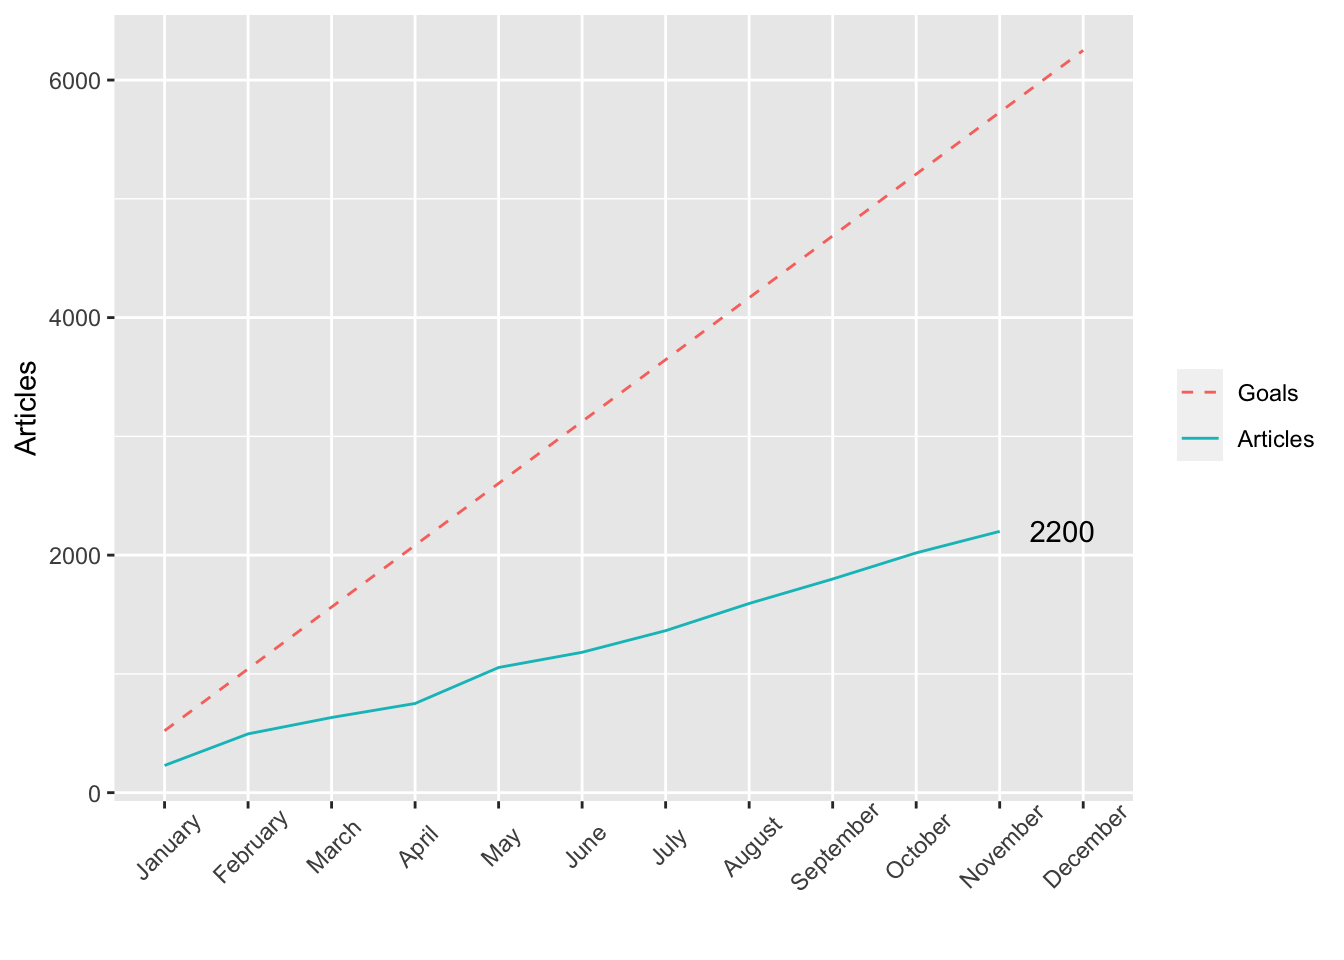 Articles
6000
4000
2000
0
January
February
March
April
May
June
July
August
September
October
November
December
2200
Goals
Articles